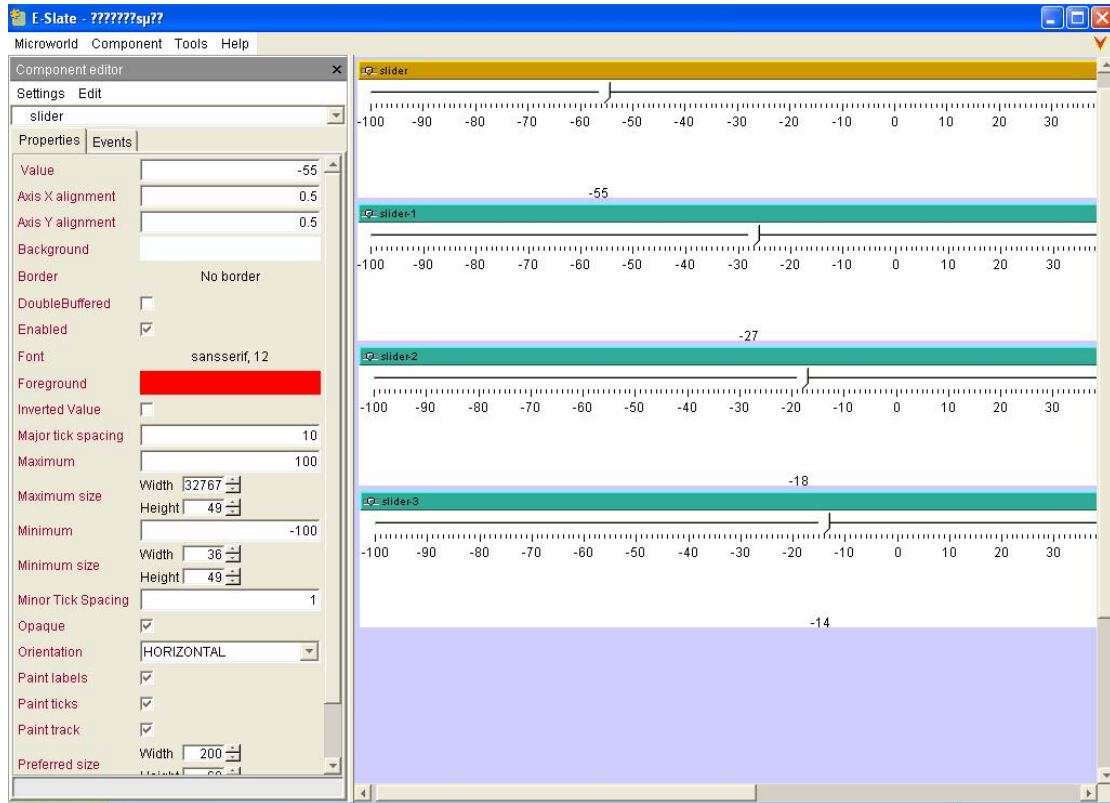 E-Slate - ???????sµ??
Microworld Component Tools Help
Component editor
Settings Edit
slider
Properties Events
Value -55
Axis X alignment 0.5
Axis Y alignment 0.5
Background
Border No border
DoubleBuffered
Enabled
Font sansserif, 12
Foreground
Inverted Value
Major tick spacing 10
Maximum 100
Maximum size Width 32767
Height 49
Minimum -100
Minimum size Width 36
Height 49
Minor Tick Spacing 1
Opaque
Orientation HORIZONTAL
Paint labels
Paint ticks
Paint track
Preferred size Width 200
slider
-100 -90 -80 -70 -60 -50 -40 -30 -20 -10 0 10 20 30
-55
slider-1
-100 -90 -80 -70 -60 -50 -40 -30 -20 -10 0 10 20 30
-27
slider-2
-100 -90 -80 -70 -60 -50 -40 -30 -20 -10 0 10 20 30
-18
slider-3
-100 -90 -80 -70 -60 -50 -40 -30 -20 -10 0 10 20 30
-14